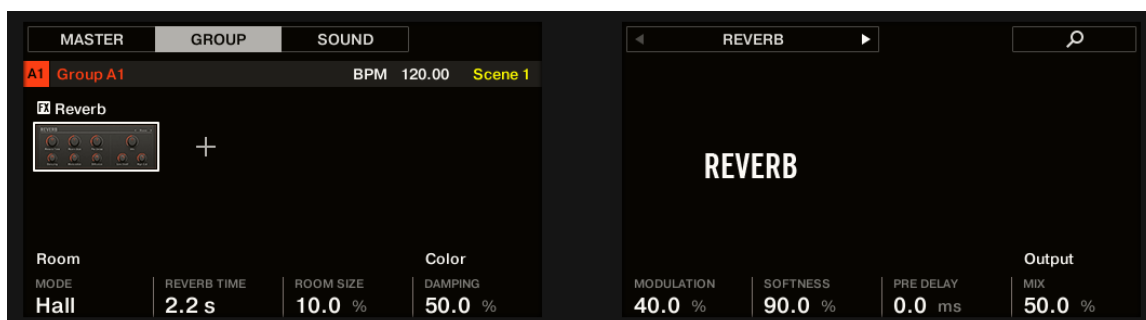 MASTER GROUP SOUND
A1 Group A1 BPM 120.00 Scene 1
FX Reverb
REVERB
Room Color
MODE REVERB TIME ROOM SIZE DAMPING
Hall 2.2 s 10.0 % 50.0 %
REVERB
REVERB
Output
MODULATION SOFTNESS PRE DELAY MIX
40.0 % 90.0 % 0.0 ms 50.0 %